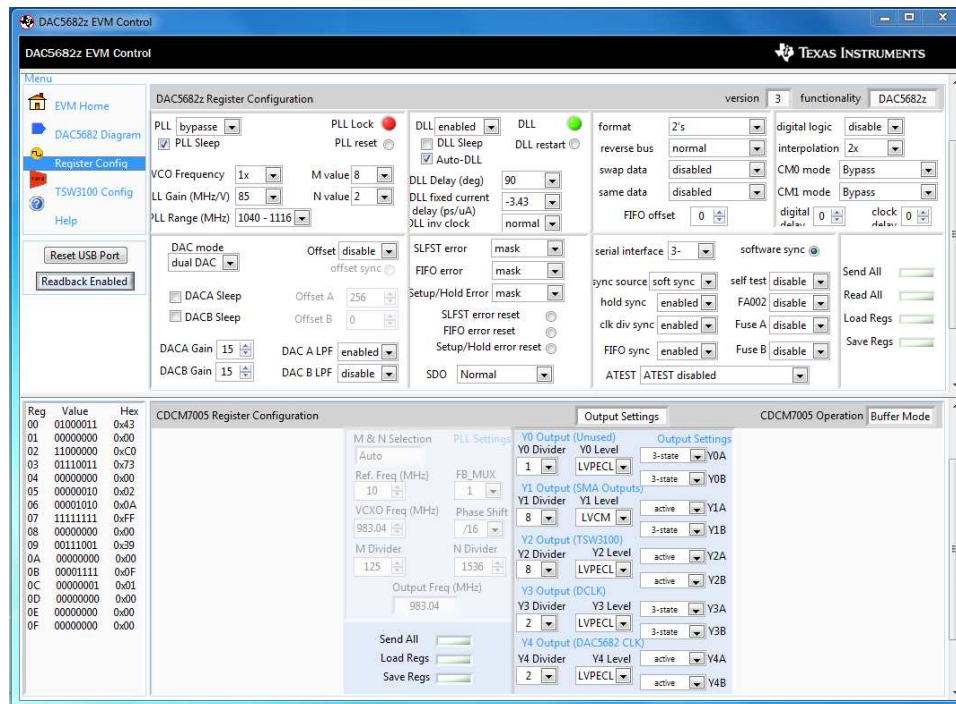 DAC5682z EVM Control
DAC5682z EVM Control
TEXAS INSTRUMENTS
Menu
EVM Home
DAC5682 Diagram
Register Config
TSW3100 Config
Help
Reset USB Port
Readback Enabled
DAC5682z Register Configuration
version 3 functionality DAC5682z
PLL bypasse
PLL Lock
PLL Sleep
PLL reset
VCO Frequency 1x
M value 8
LL Gain (MHz/V) 85
N value 2
PLL Range (MHz) 1040 - 1116
DLL enabled
DLL
DLL Sleep
DLL restart
Auto-DLL
DLL Delay (deg) 90
DLL fixed current
delay (ps/uA) -3.43
DLL inv clock normal
format 2's
reverse bus normal
swap data disabled
same data disabled
FIFO offset 0
digital logic disable
interpolation 2x
CM0 mode Bypass
CM1 mode Bypass
digital delay 0
clock delay 0
DAC mode
dual DAC
Offset disable
offset sync
DACA Sleep
Offset A 256
DACB Sleep
Offset B 0
DACA Gain 15
DAC A LPF enabled
DACB Gain 15
DAC B LPF disable
SLFST error mask
FIFO error mask
Setup/Hold Error mask
SLFST error reset
FIFO error reset
Setup/Hold error reset
SDO Normal
serial interface 3-
software sync
sync source soft sync
self test disable
hold sync enabled
FA002 disable
clk div sync enabled
Fuse A disable
FIFO sync enabled
Fuse B disable
ATEST ATEST disabled
Send All
Read All
Load Regs
Save Regs
Reg Value Hex
00 01000011 0x43
01 00000000 0x00
02 11000000 0xC0
03 01110011 0x73
04 00000000 0x00
05 00000010 0x02
06 00001010 0x0A
07 11111111 0xFF
08 00000000 0x00
09 00111001 0x39
0A 00000000 0x00
0B 00001111 0x0F
0C 00000001 0x01
0D 00000000 0x00
0E 00000000 0x00
0F 00000000 0x00
CDCM7005 Register Configuration
Output Settings
CDCM7005 Operation Buffer Mode
M & N Selection
PLL Settings
Auto
Ref. Freq (MHz)
FB_MUX
10
1
VCXO Freq (MHz)
Phase Shift
983.04
/16
M Divider
N Divider
125
1536
Output Freq (MHz)
983.04
Send All
Load Regs
Save Regs
Y0 Output (Unused)
Output Settings
Y0 Divider Y0 Level
1 LVPECL
3-state Y0A
3-state Y0B
Y1 Output (SMA Outputs)
Y1 Divider Y1 Level
8 LVCM
active Y1A
3-state Y1B
Y2 Output (TSW3100)
Y2 Divider Y2 Level
8 LVPECL
active Y2A
active Y2B
Y3 Output (DCLK)
Y3 Divider Y3 Level
2 LVPECL
3-state Y3A
3-state Y3B
Y4 Output (DAC5682 CLK)
Y4 Divider Y4 Level
2 LVPECL
active Y4A
active Y4B